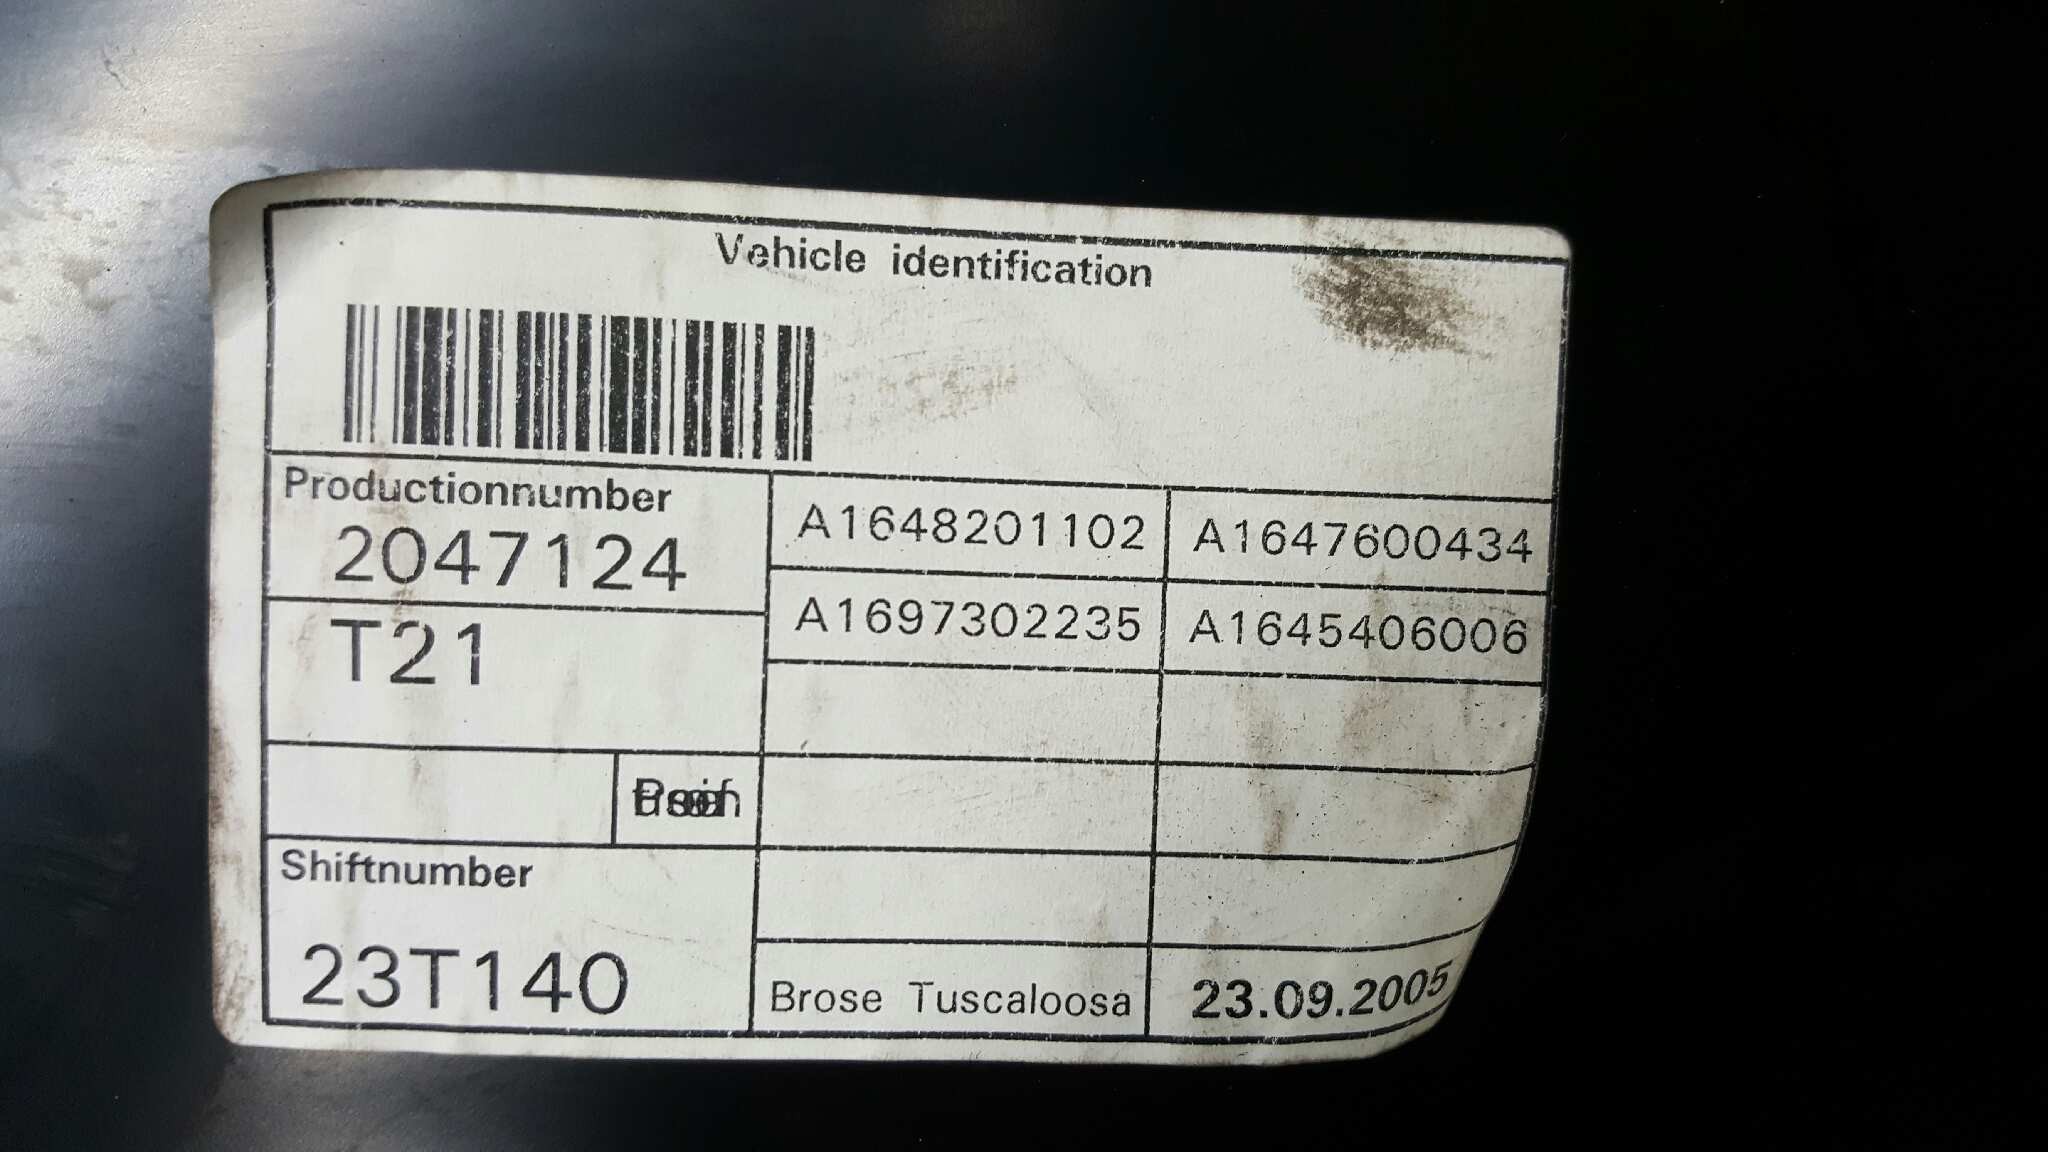 Vehicle identification
Productionnumber
2047124
T21
Shiftnumber
23T140
A1648201102 A1647600434
A1697302235 A1645406006
Brose Tuscaloosa 23.09.2005